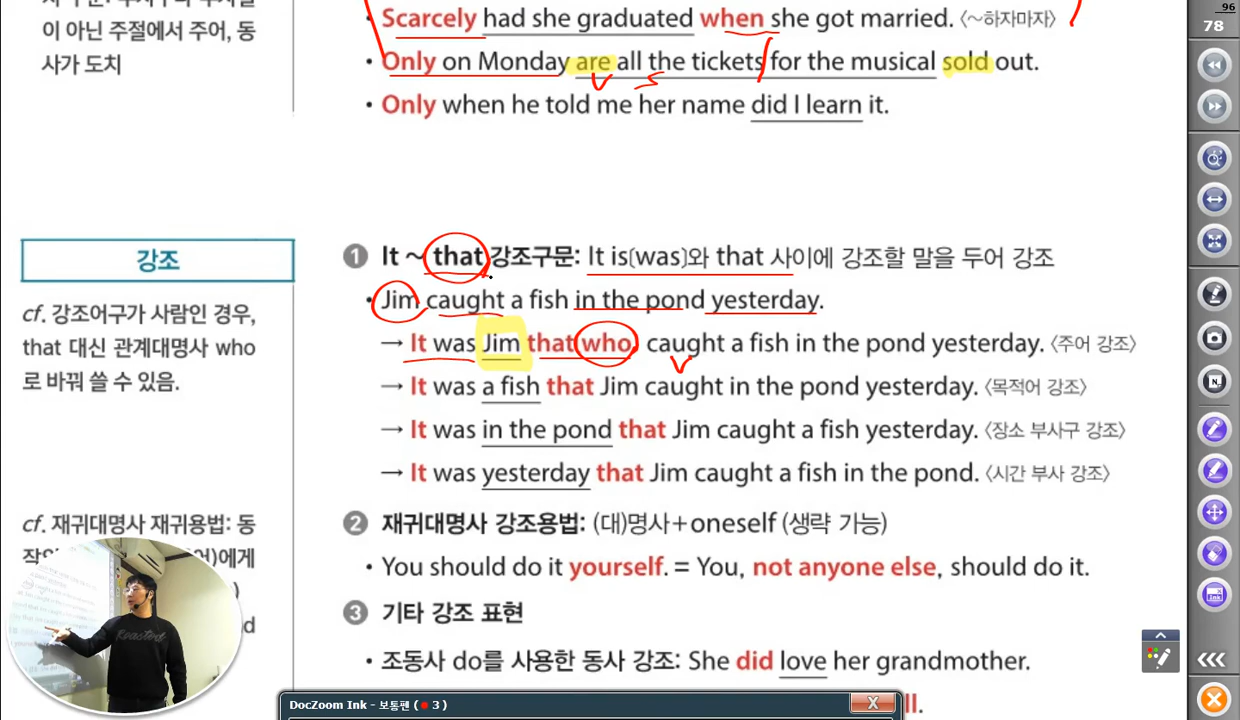 96
78
이 아닌 주절에서 주어, 동
사가 도치
• Scarcely had she graduated when she got married. 〈~하자마자〉
• Only on Monday are all the tickets for the musical sold out.
• Only when he told me her name did I learn it.
강조
cf. 강조어구가 사람인 경우,
that 대신 관계대명사 who
로 바꿔 쓸 수 있음.
1 It ~ that 강조구문: It is(was)와 that 사이에 강조할 말을 두어 강조
• Jim caught a fish in the pond yesterday.
→ It was Jim that who caught a fish in the pond yesterday. 〈주어 강조〉
→ It was a fish that Jim caught in the pond yesterday. 〈목적어 강조〉
→ It was in the pond that Jim caught a fish yesterday. 〈장소 부사구 강조〉
→ It was yesterday that Jim caught a fish in the pond. 〈시간 부사 강조〉
cf. 재귀대명사 재귀용법: 동
2 재귀대명사 강조용법: (대)명사+oneself (생략 가능)
• You should do it yourself. = You, not anyone else, should do it.
3 기타 강조 표현
• 조동사 do를 사용한 동사 강조: She did love her grandmother.
DocZoom Ink - 보통펜 ( 3 )
X
Ink
N